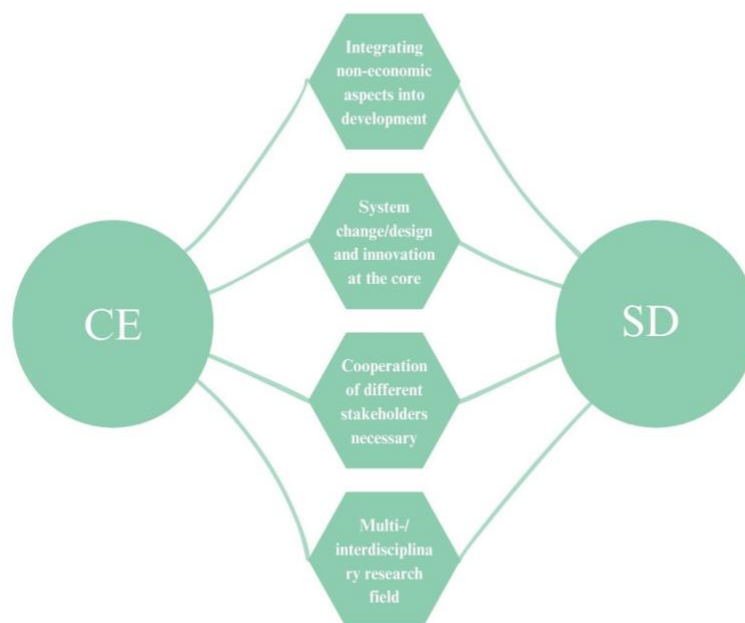 Integrating
non-economic
aspects into
development
System
change/design
and innovation
at the core
CE
SD
Cooperation
of different
stakeholders
necessary
Multi-/
interdisciplina
ry research
field